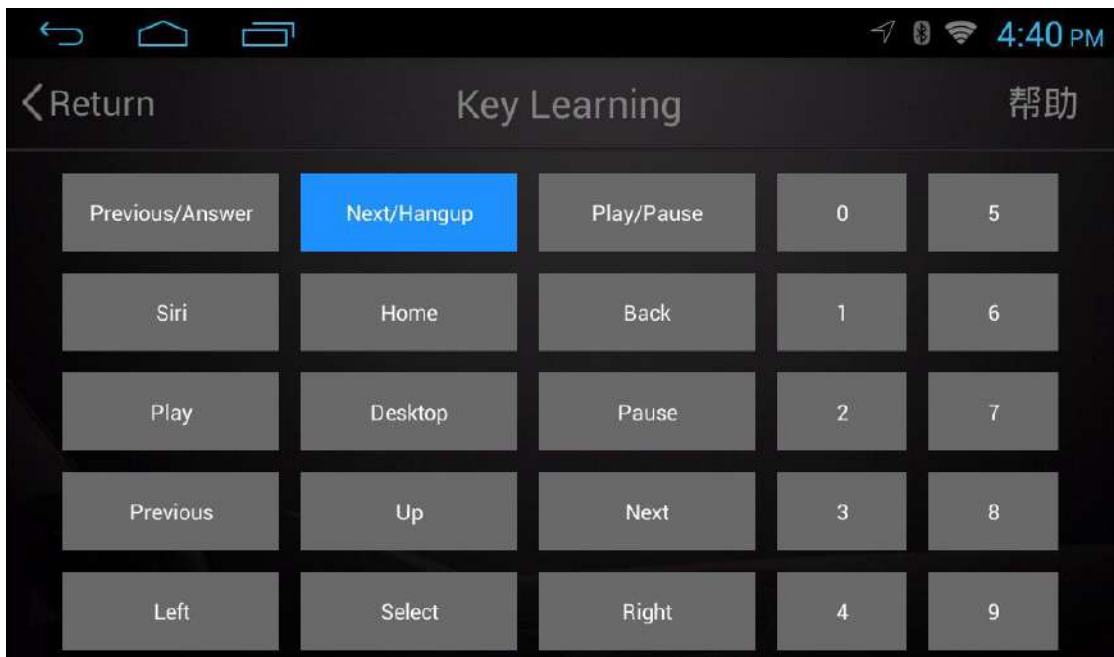 4:40 PM
Return Key Learning 帮助
Previous/Answer Next/Hangup Play/Pause 0 5
Siri Home Back 1 6
Play Desktop Pause 2 7
Previous Up Next 3 8
Left Select Right 4 9